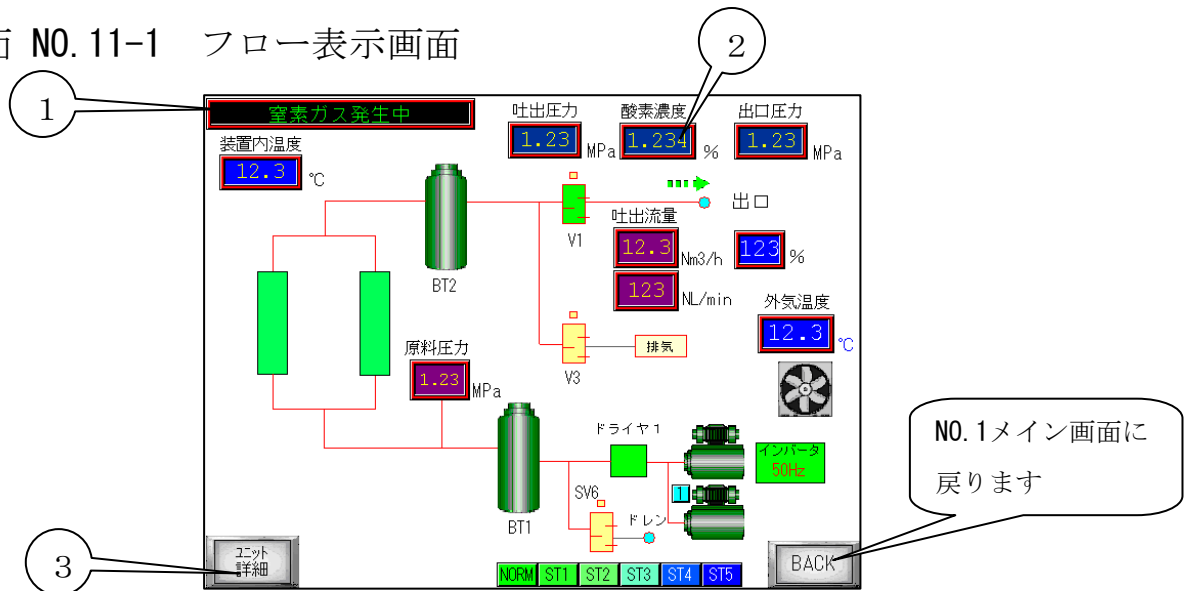 面 NO.11-1 フロー表示画面
1
2
窒素ガス発生中
吐出圧力
酸素濃度
出口圧力
1.23 MPa
1.234 %
1.23 MPa
装置内温度
12.3 ℃
出口
V1
吐出流量
12.3 Nm3/h
123 %
123 NL/min
BT2
外気温度
12.3 ℃
原料圧力
1.23 MPa
排気
V3
NO.1メイン画面に
戻ります
ドライヤ1
インバータ
50Hz
SV6
1
BT1
ドレン
3
ユニット
詳細
NORM ST1 ST2 ST3 ST4 ST5
BACK